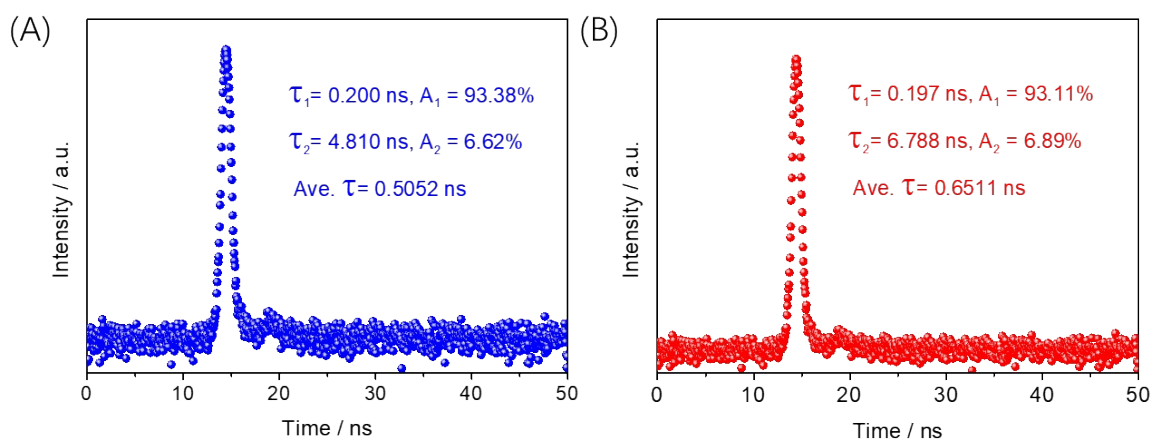 (A)
Intensity / a.u.
τ₁= 0.200 ns, A₁ = 93.38%
τ₂= 4.810 ns, A₂ = 6.62%
Ave. τ= 0.5052 ns
0 10 20 30 40 50
Time / ns
(B)
Intensity / a.u.
τ₁= 0.197 ns, A₁ = 93.11%
τ₂= 6.788 ns, A₂ = 6.89%
Ave. τ= 0.6511 ns
0 10 20 30 40 50
Time / ns